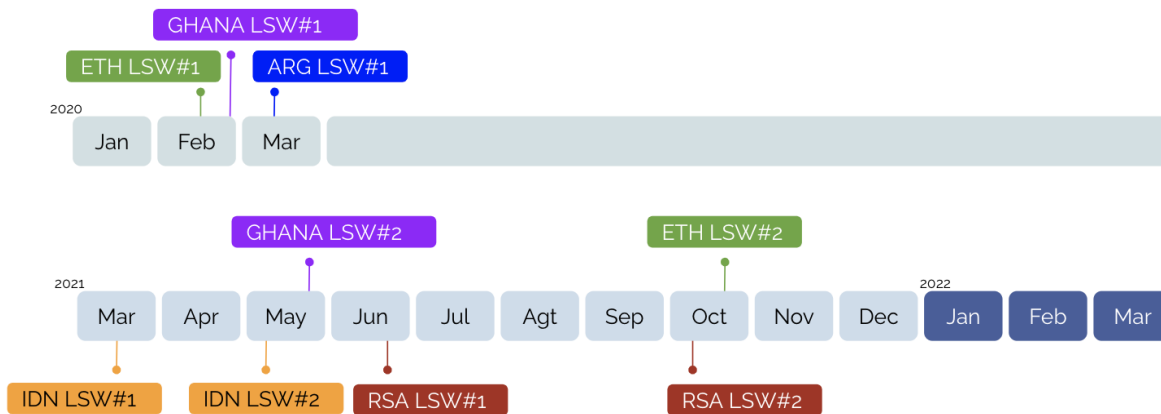 GHANA LSW#1
ETH LSW#1
ARG LSW#1
2020
Jan
Feb
Mar
GHANA LSW#2
ETH LSW#2
2021
2022
Mar
Apr
May
Jun
Jul
Agt
Sep
Oct
Nov
Dec
Jan
Feb
Mar
IDN LSW#1
IDN LSW#2
RSA LSW#1
RSA LSW#2